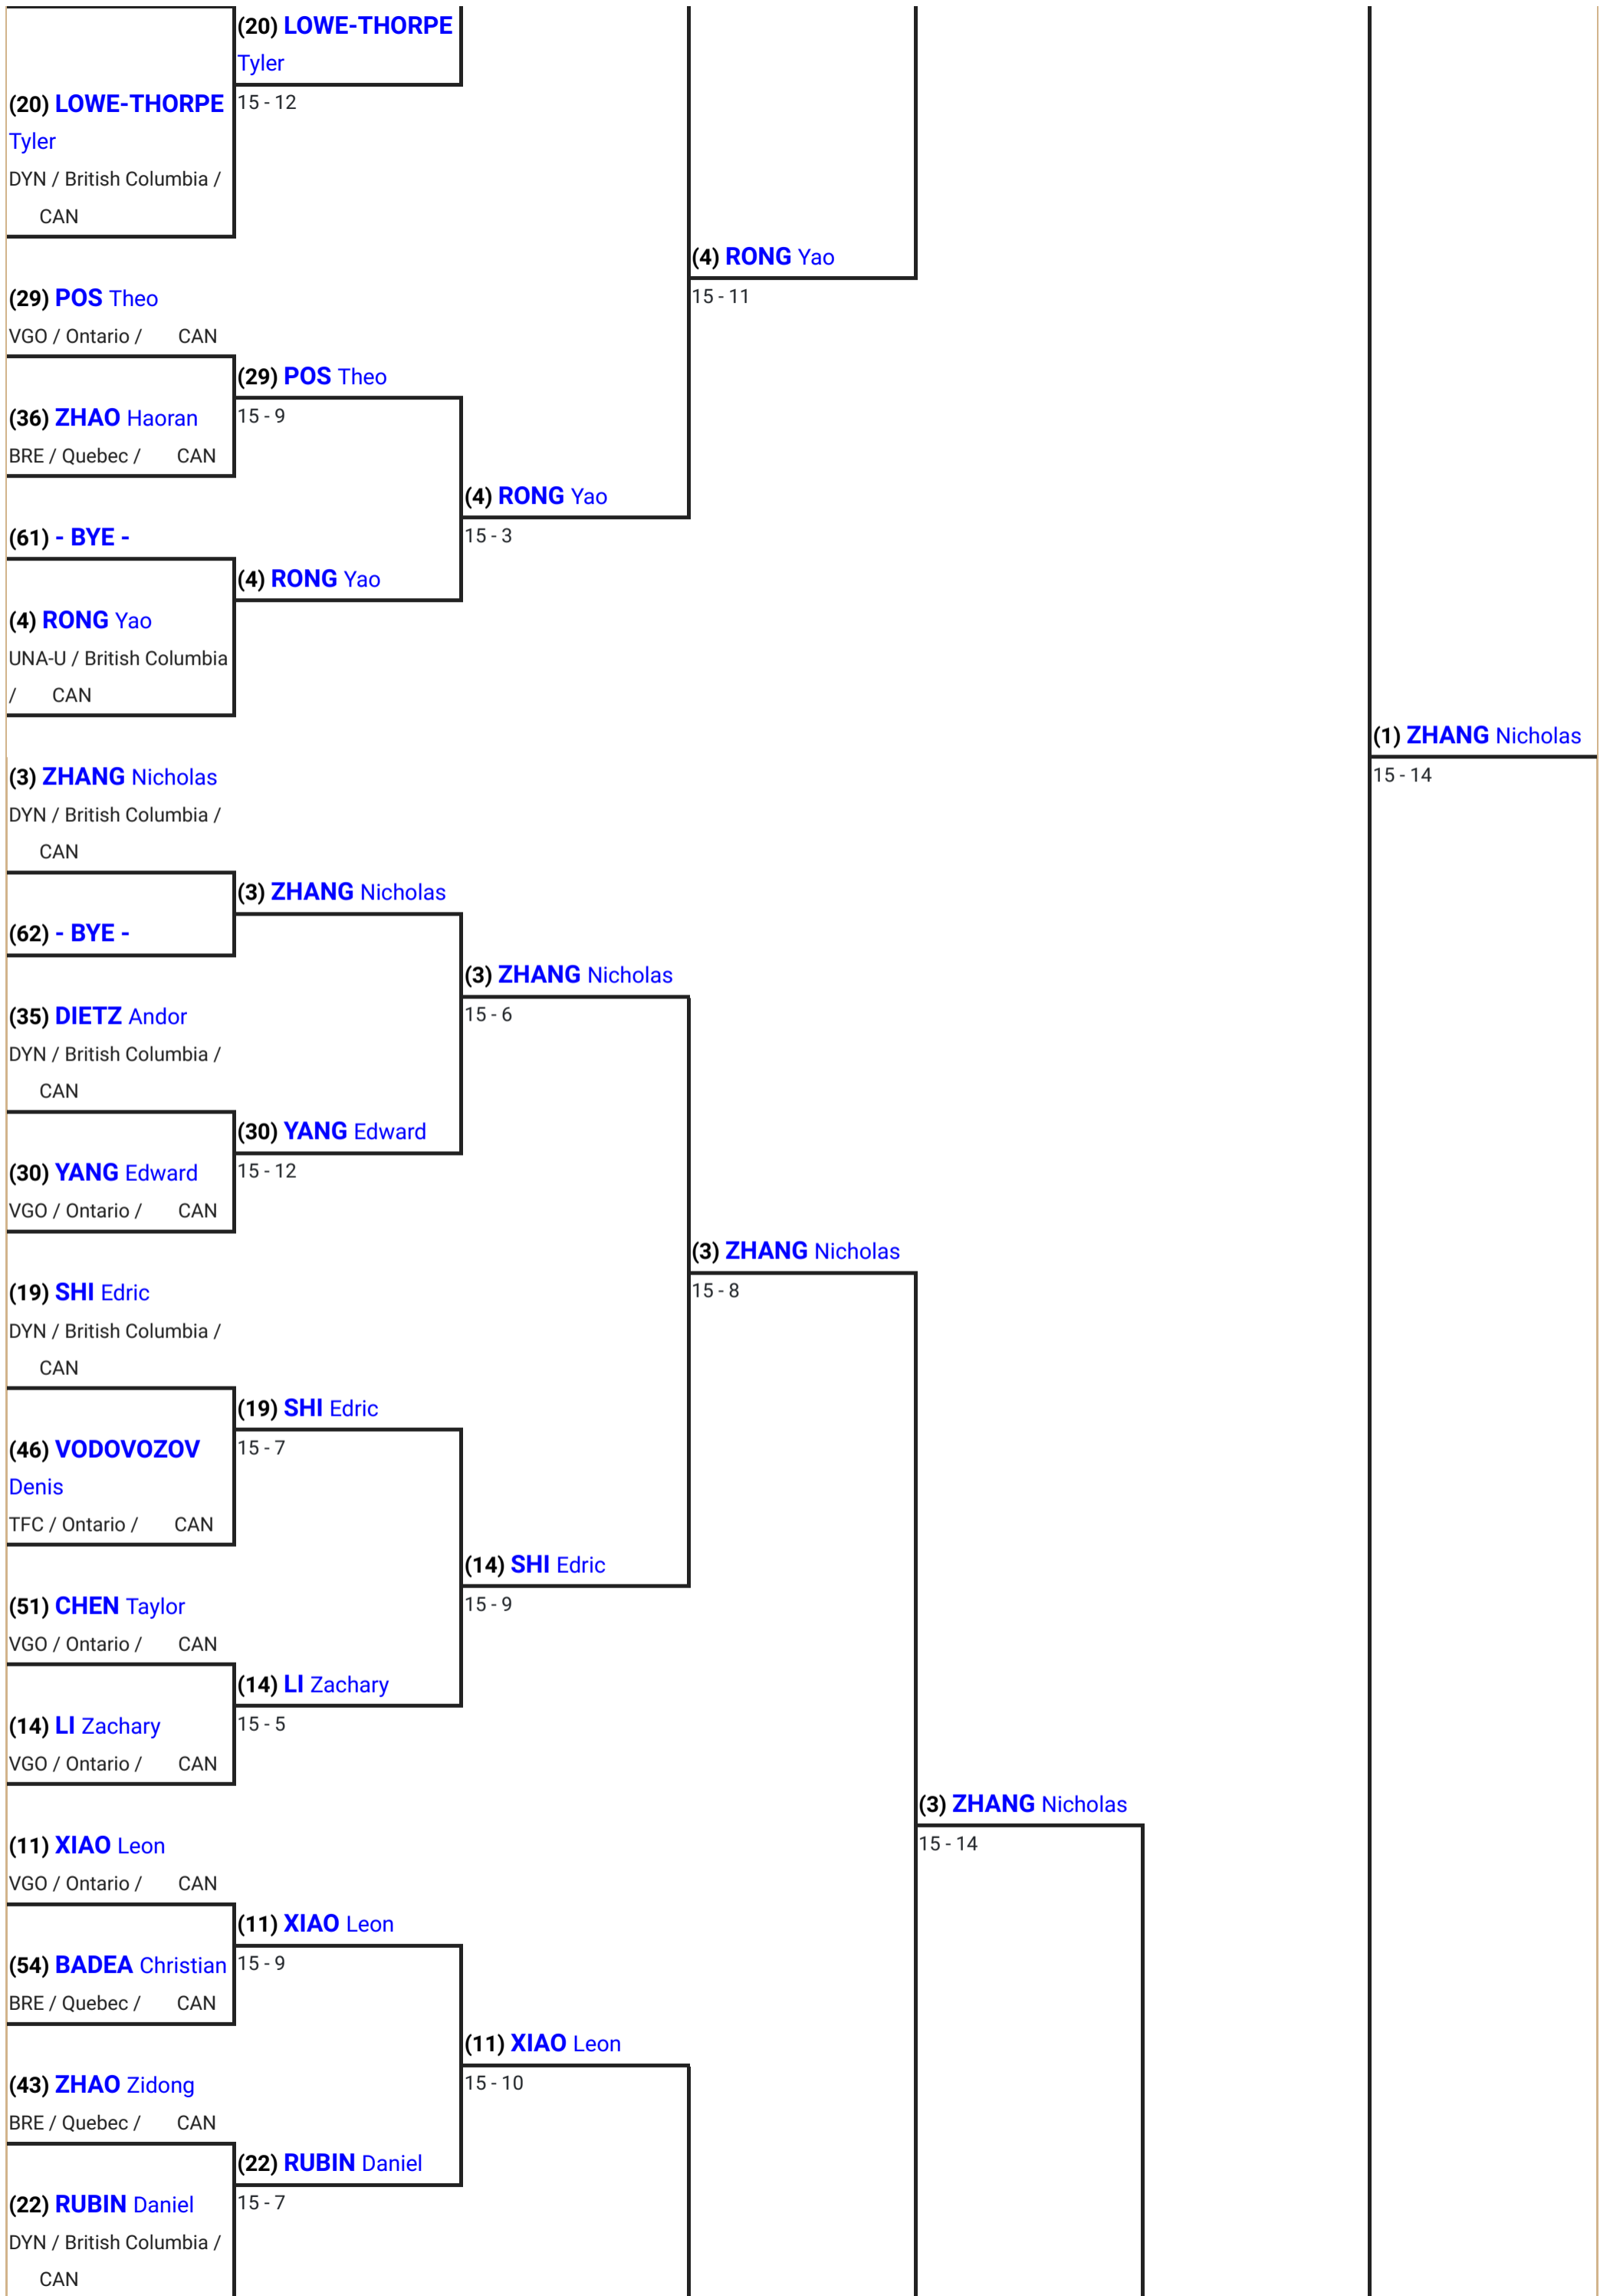 (20) LOWE-THORPE
Tyler
15 - 12
(20) LOWE-THORPE
Tyler
DYN / British Columbia /
CAN
(4) RONG Yao
15 - 11
(29) POS Theo
VGO / Ontario / CAN
(29) POS Theo
15 - 9
(36) ZHAO Haoran
BRE / Quebec / CAN
(4) RONG Yao
15 - 3
(61) - BYE -
(4) RONG Yao
(4) RONG Yao
UNA-U / British Columbia
/ CAN
(1) ZHANG Nicholas
15 - 14
(3) ZHANG Nicholas
DYN / British Columbia /
CAN
(3) ZHANG Nicholas
(62) - BYE -
(3) ZHANG Nicholas
15 - 6
(35) DIETZ Andor
DYN / British Columbia /
CAN
(30) YANG Edward
15 - 12
(30) YANG Edward
VGO / Ontario / CAN
(3) ZHANG Nicholas
15 - 8
(19) SHI Edric
DYN / British Columbia /
CAN
(19) SHI Edric
15 - 7
(46) VODOVOZOV
Denis
TFC / Ontario / CAN
(14) SHI Edric
15 - 9
(51) CHEN Taylor
VGO / Ontario / CAN
(14) LI Zachary
15 - 5
(14) LI Zachary
VGO / Ontario / CAN
(3) ZHANG Nicholas
15 - 14
(11) XIAO Leon
VGO / Ontario / CAN
(11) XIAO Leon
15 - 9
(54) BADEA Christian
BRE / Quebec / CAN
(11) XIAO Leon
15 - 10
(43) ZHAO Zidong
BRE / Quebec / CAN
(22) RUBIN Daniel
15 - 7
(22) RUBIN Daniel
DYN / British Columbia /
CAN